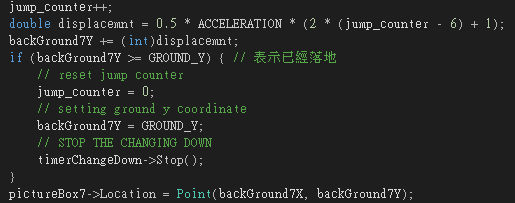 jump_counter++;
double displacemnt = 0.5 * ACCELERATION * (2 * (jump_counter - 6) + 1);
backGround7Y += (int)displacemnt;
if (backGround7Y >= GROUND_Y) { // 表示已經落地
// reset jump counter
jump_counter = 0;
// setting ground y coordinate
backGround7Y = GROUND_Y;
// STOP THE CHANGING DOWN
timerChangeDown->Stop();
}
pictureBox7->Location = Point(backGround7X, backGround7Y);